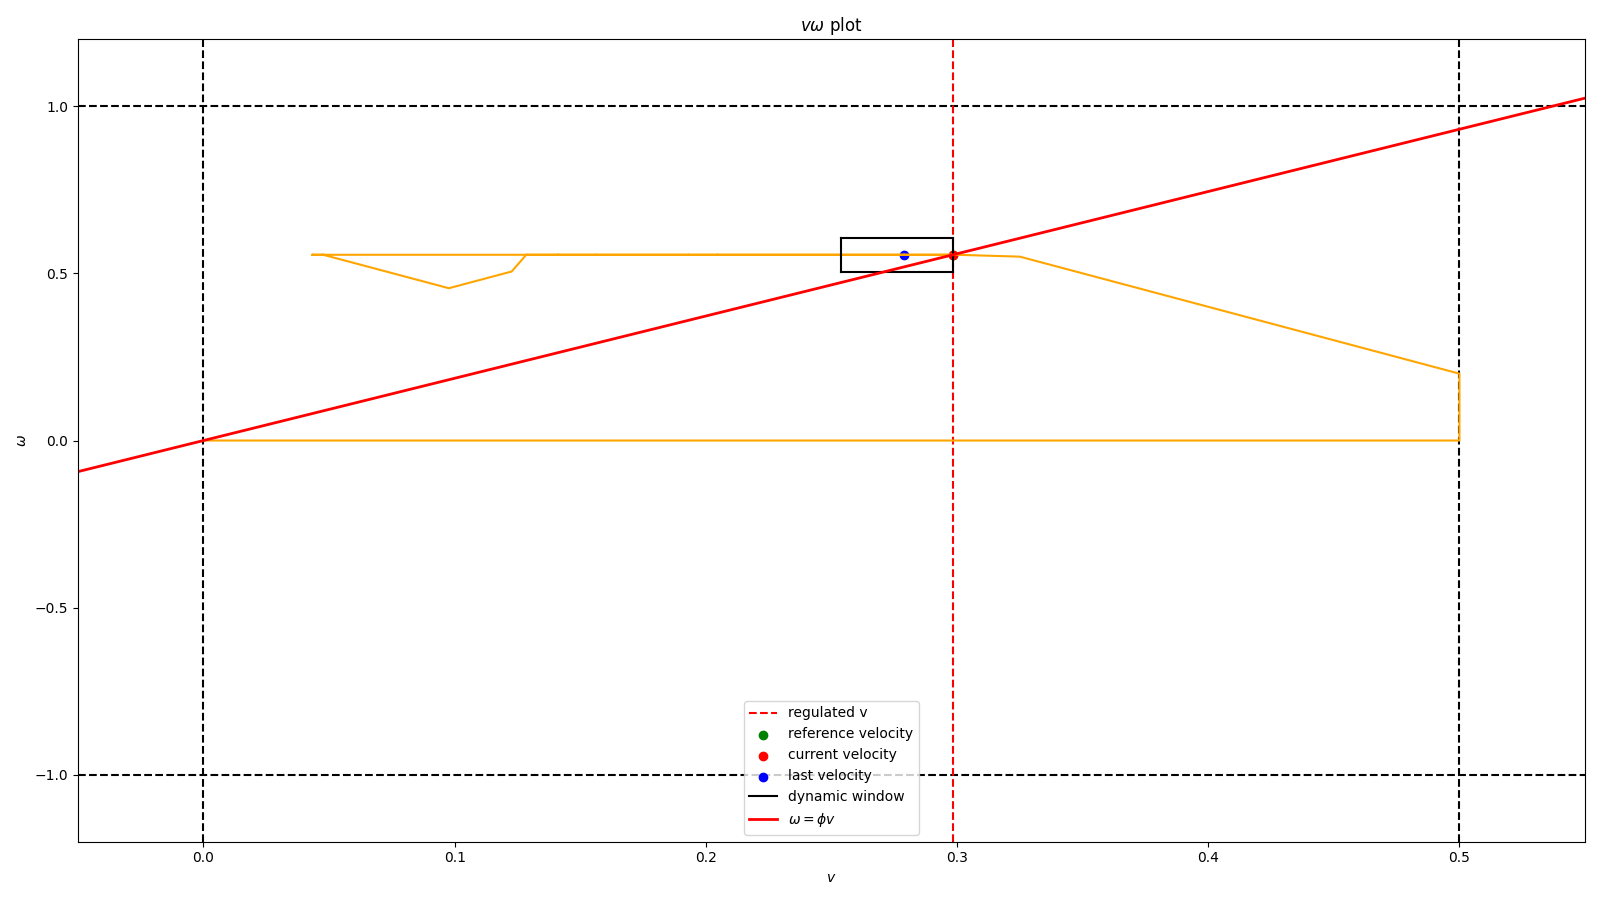 vω plot
1.0
0.5
0.0
−0.5
−1.0
ω
regulated v
reference velocity
current velocity
last velocity
dynamic window
ω = ϕv
0.0 0.1 0.2 0.3 0.4 0.5
v